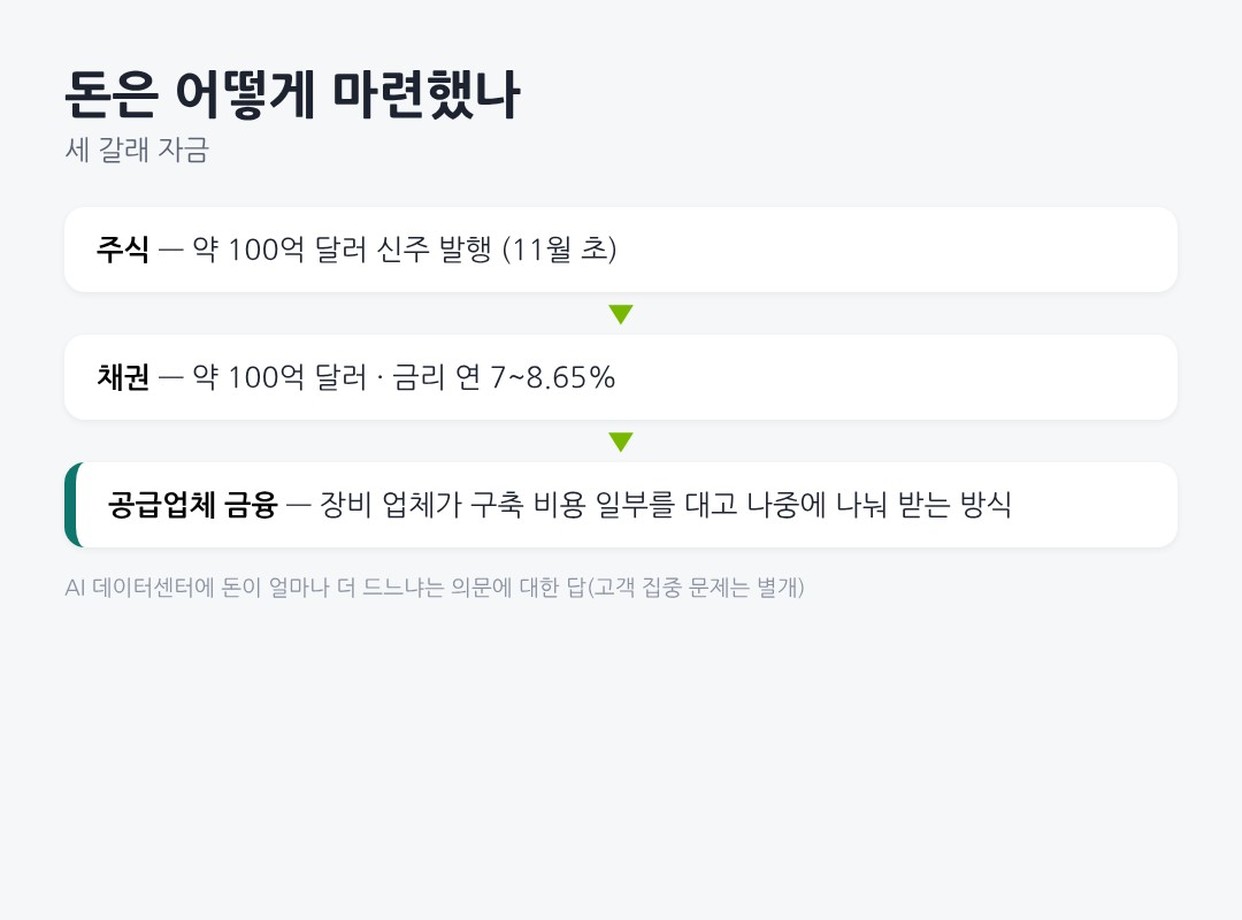 돈은 어떻게 마련했나
세 갈래 자금
주식 — 약 100억 달러 신주 발행 (11월 초)
채권 — 약 100억 달러 · 금리 연 7~8.65%
공급업체 금융 — 장비 업체가 구축 비용 일부를 대고 나중에 나눠 받는 방식
AI 데이터센터에 돈이 얼마나 더 드느냐는 의문에 대한 답(고객 집중 문제는 별개)